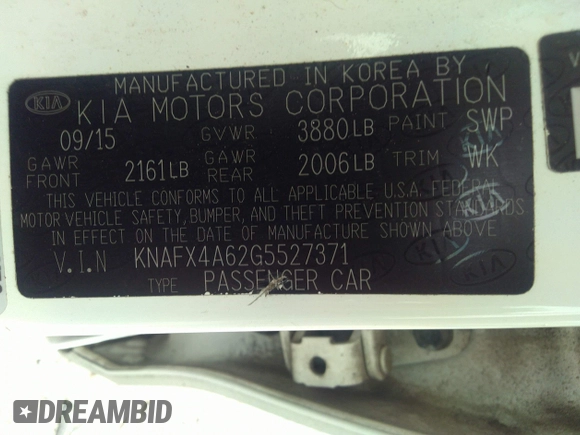 MANUFACTURED IN KOREA BY
KIA KIA MOTORS CORPORATION
09/15 GVWR 3880LB PAINT SWP
GAWR FRONT 2161LB GAWR REAR 2006LB TRIM WK
THIS VEHICLE CONFORMS TO ALL APPLICABLE U.S.A. FEDERAL
MOTOR VEHICLE SAFETY, BUMPER, AND THEFT PREVENTION STANDARDS
IN EFFECT ON THE DATE OF MANUFACTURE SHOWN ABOVE
V.I.N KNAFX4A62G5527371
TYPE PASSENGER CAR
DREAMBID